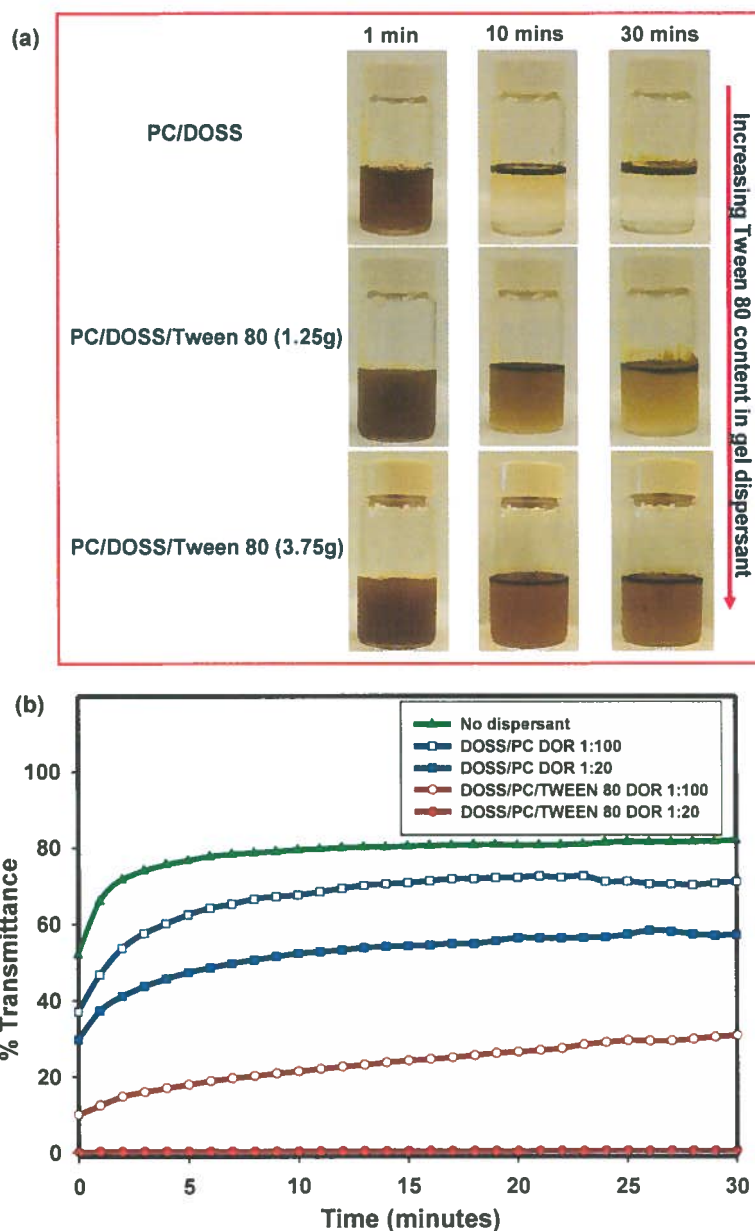 (a)
1 min 10 mins 30 mins
PC/DOSS
PC/DOSS/Tween 80 (1.25g)
PC/DOSS/Tween 80 (3.75g)
Increasing Tween 80 content in gel dispersant
(b)
No dispersant
DOSS/PC DOR 1:100
DOSS/PC DOR 1:20
DOSS/PC/TWEEN 80 DOR 1:100
DOSS/PC/TWEEN 80 DOR 1:20
% Transmittance
100
80
60
40
20
0
0 5 10 15 20 25 30
Time (minutes)